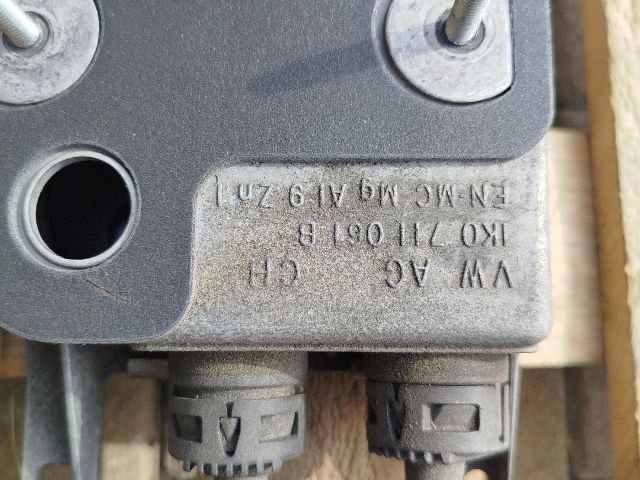 VW AG CH
1K0 711 061 B
EN-MC Mg Al 9 Zn 1